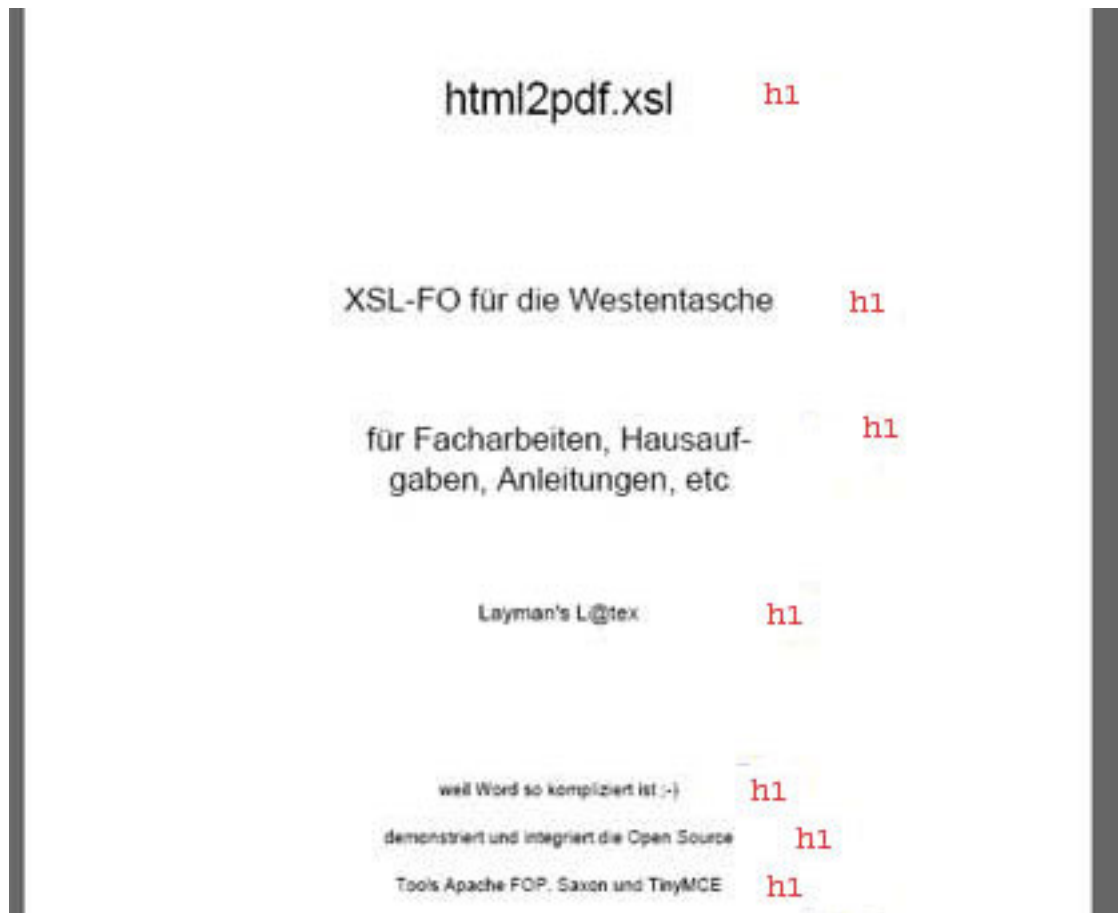 html2pdf.xsl h1
XSL-FO für die Westentasche h1
für Facharbeiten, Hausauf- h1
gaben, Anleitungen, etc
Layman's L@tex h1
weil Word so kompliziert ist ;-) h1
demonstriert und integriert die Open Source h1
Tools Apache FOP, Saxon und TinyMCE h1